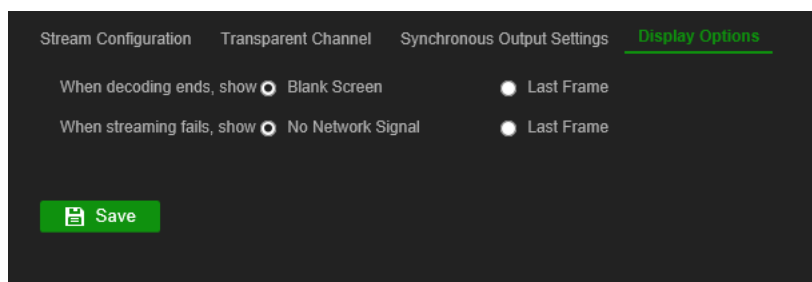 Stream Configuration Transparent Channel Synchronous Output Settings Display Options
When decoding ends, show Blank Screen Last Frame
When streaming fails, show No Network Signal Last Frame
Save